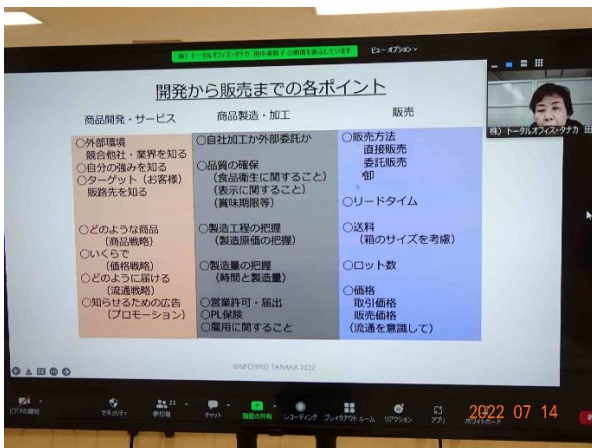 株）トータルオフィス・タナカ 田中美智子 の画面を表示しています
ビュー オプション
開発から販売までの各ポイント
商品開発・サービス
○外部環境
競合他社・業界を知る
○自分の強みを知る
○ターゲット（お客様）
販路先を知る
○どのような商品
（商品戦略）
○いくらで
（価格戦略）
○どのように届ける
（流通戦略）
○知らせるための広告
（プロモーション）
商品製造・加工
○自社加工か外部委託か
○品質の確保
（食品衛生に関すること）
（表示に関すること）
（賞味期限等）
○製造工程の把握
（製造原価の把握）
○製造量の把握
（時間と製造量）
○営業許可・届出
○PL保険
○雇用に関すること
販売
○販売方法
直接販売
委託販売
卸
○リードタイム
○送料
（箱のサイズを考慮）
○ロット数
○価格
取引価格
販売価格
（流通を意識して）
©MICHIKO TANAKA 2022
株）トータルオフィス・タナカ 田
ビデオの開始
セキュリティ
参加者
23
チャット
画面の共有
レコーディング
ブレイクアウトルーム
リアクション
アプリ
ホワイトボード
2022 07 14